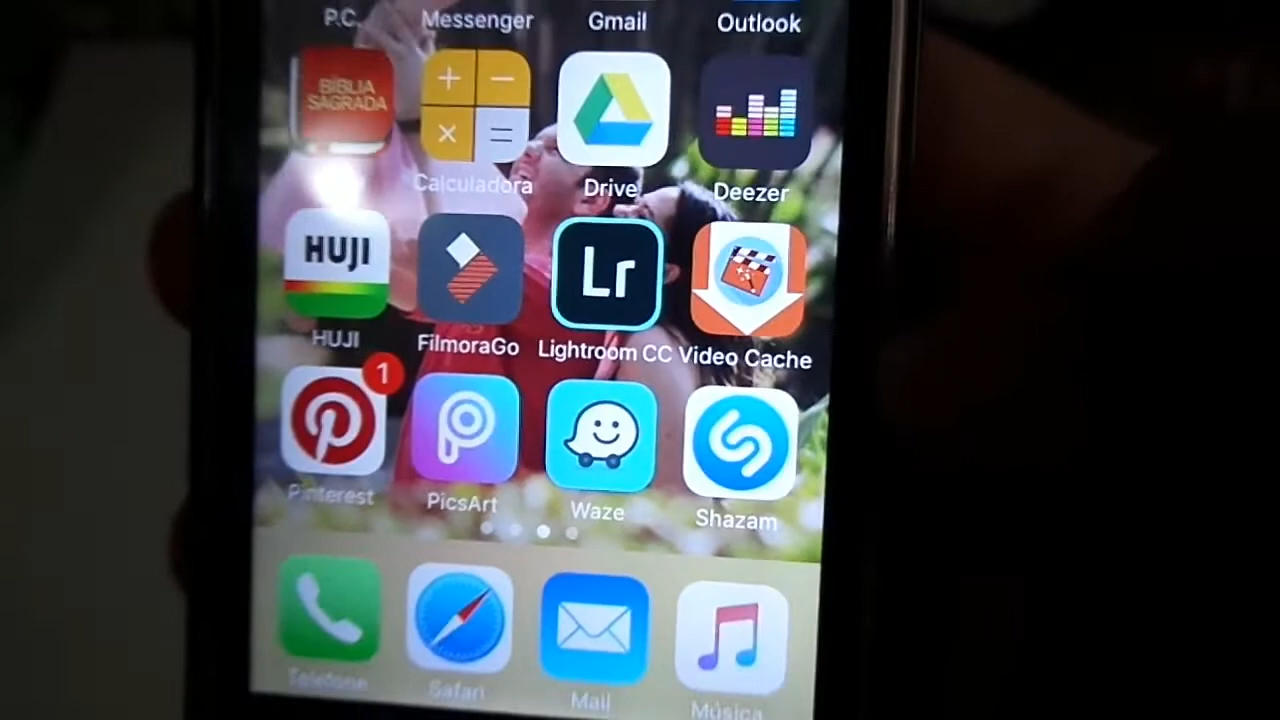 P.C. Messenger Gmail Outlook
BÍBLIA
SAGRADA
+ −
× =
Calculadora Drive Deezer
HUJI Lr
HUJI FilmoraGo Lightroom CC Video Cache
1
Pinterest PicsArt Waze Shazam
Telefone Safari Mail Música